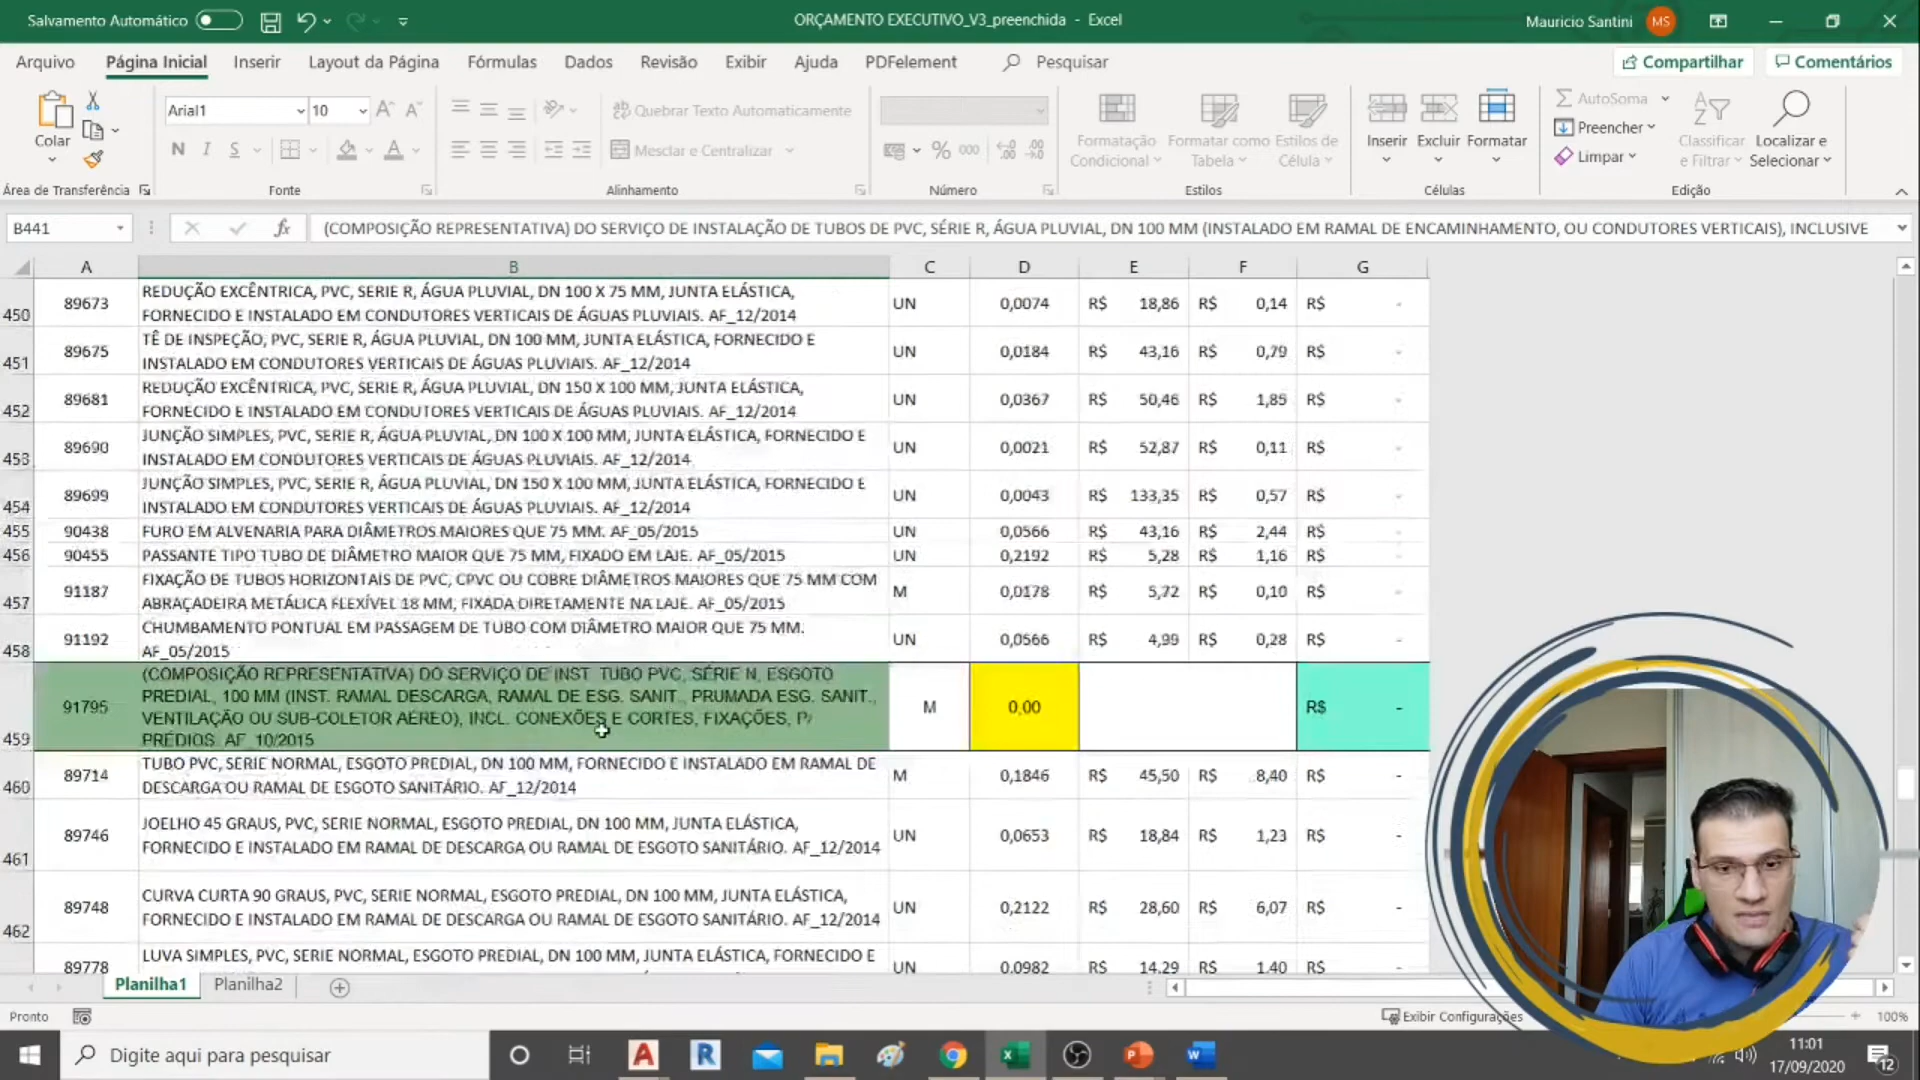 Salvamento Automático
ORÇAMENTO EXECUTIVO_V3_preenchida - Excel
Mauricio Santini
MS
Arquivo
Página Inicial
Inserir
Layout da Página
Fórmulas
Dados
Revisão
Exibir
Ajuda
PDFelement
Pesquisar
Compartilhar
Comentários
Colar
Área de Transferência
Arial1
10
N I S
Fonte
Quebrar Texto Automaticamente
Mesclar e Centralizar
Alinhamento
% 000
Número
Formatação Condicional
Formatar como Tabela
Estilos de Célula
Estilos
Inserir
Excluir
Formatar
Células
AutoSoma
Preencher
Limpar
Classificar e Filtrar
Localizar e Selecionar
Edição
B441
fx
(COMPOSIÇÃO REPRESENTATIVA) DO SERVIÇO DE INSTALAÇÃO DE TUBOS DE PVC, SÉRIE R, ÁGUA PLUVIAL, DN 100 MM (INSTALADO EM RAMAL DE ENCAMINHAMENTO, OU CONDUTORES VERTICAIS), INCLUSIVE
A B C D E F G
450 89673 REDUÇÃO EXCÊNTRICA, PVC, SERIE R, ÁGUA PLUVIAL, DN 100 X 75 MM, JUNTA ELÁSTICA, UN 0,0074 R$ 18,86 R$ 0,14 R$ -
FORNECIDO E INSTALADO EM CONDUTORES VERTICAIS DE ÁGUAS PLUVIAIS. AF_12/2014
451 89675 TÊ DE INSPEÇÃO, PVC, SERIE R, ÁGUA PLUVIAL, DN 100 MM, JUNTA ELÁSTICA, FORNECIDO E UN 0,0184 R$ 43,16 R$ 0,79 R$ -
INSTALADO EM CONDUTORES VERTICAIS DE ÁGUAS PLUVIAIS. AF_12/2014
452 89681 REDUÇÃO EXCÊNTRICA, PVC, SERIE R, ÁGUA PLUVIAL, DN 150 X 100 MM, JUNTA ELÁSTICA, UN 0,0367 R$ 50,46 R$ 1,85 R$ -
FORNECIDO E INSTALADO EM CONDUTORES VERTICAIS DE ÁGUAS PLUVIAIS. AF_12/2014
453 89690 JUNÇÃO SIMPLES, PVC, SERIE R, ÁGUA PLUVIAL, DN 100 X 100 MM, JUNTA ELÁSTICA, FORNECIDO E UN 0,0021 R$ 52,87 R$ 0,11 R$ -
INSTALADO EM CONDUTORES VERTICAIS DE ÁGUAS PLUVIAIS. AF_12/2014
454 89699 JUNÇÃO SIMPLES, PVC, SERIE R, ÁGUA PLUVIAL, DN 150 X 100 MM, JUNTA ELÁSTICA, FORNECIDO E UN 0,0043 R$ 133,35 R$ 0,57 R$ -
INSTALADO EM CONDUTORES VERTICAIS DE ÁGUAS PLUVIAIS. AF_12/2014
455 90438 FURO EM ALVENARIA PARA DIÂMETROS MAIORES QUE 75 MM. AF_05/2015 UN 0,0566 R$ 43,16 R$ 2,44 R$ -
456 90455 PASSANTE TIPO TUBO DE DIÂMETRO MAIOR QUE 75 MM, FIXADO EM LAJE. AF_05/2015 UN 0,2192 R$ 5,28 R$ 1,16 R$ -
457 91187 FIXAÇÃO DE TUBOS HORIZONTAIS DE PVC, CPVC OU COBRE DIÂMETROS MAIORES QUE 75 MM COM M 0,0178 R$ 5,72 R$ 0,10 R$ -
ABRAÇADEIRA METÁLICA FLEXÍVEL 18 MM, FIXADA DIRETAMENTE NA LAJE. AF_05/2015
458 91192 CHUMBAMENTO PONTUAL EM PASSAGEM DE TUBO COM DIÂMETRO MAIOR QUE 75 MM. UN 0,0566 R$ 4,99 R$ 0,28 R$ -
AF_05/2015
459 91795 (COMPOSIÇÃO REPRESENTATIVA) DO SERVIÇO DE INST. TUBO PVC, SÉRIE N, ESGOTO M 0,00 R$ -
PREDIAL, 100 MM (INST. RAMAL DESCARGA, RAMAL DE ESG. SANIT., PRUMADA ESG. SANIT.,
VENTILAÇÃO OU SUB-COLETOR AÉREO), INCL. CONEXÕES E CORTES, FIXAÇÕES, P/
PRÉDIOS. AF_10/2015
460 89714 TUBO PVC, SERIE NORMAL, ESGOTO PREDIAL, DN 100 MM, FORNECIDO E INSTALADO EM RAMAL DE M 0,1846 R$ 45,50 R$ 8,40 R$ -
DESCARGA OU RAMAL DE ESGOTO SANITÁRIO. AF_12/2014
461 89746 JOELHO 45 GRAUS, PVC, SERIE NORMAL, ESGOTO PREDIAL, DN 100 MM, JUNTA ELÁSTICA, UN 0,0653 R$ 18,84 R$ 1,23 R$ -
FORNECIDO E INSTALADO EM RAMAL DE DESCARGA OU RAMAL DE ESGOTO SANITÁRIO. AF_12/2014
462 89748 CURVA CURTA 90 GRAUS, PVC, SERIE NORMAL, ESGOTO PREDIAL, DN 100 MM, JUNTA ELÁSTICA, UN 0,2122 R$ 28,60 R$ 6,07 R$ -
FORNECIDO E INSTALADO EM RAMAL DE DESCARGA OU RAMAL DE ESGOTO SANITÁRIO. AF_12/2014
89778 LUVA SIMPLES, PVC, SERIE NORMAL, ESGOTO PREDIAL, DN 100 MM, JUNTA ELÁSTICA, FORNECIDO E UN 0,0982 R$ 14,29 R$ 1,40 R$ -
Planilha1
Planilha2
Pronto
Exibir Configurações
100%
Digite aqui para pesquisar
11:01
17/09/2020
12